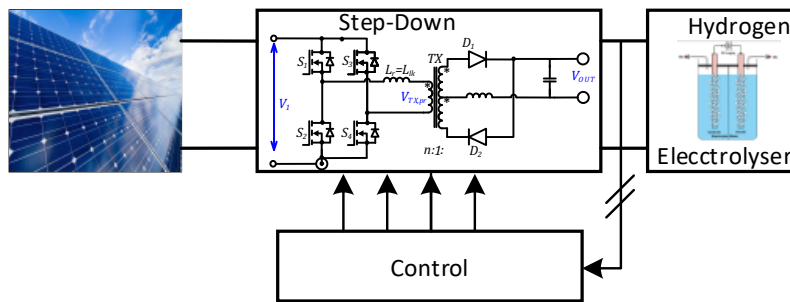 Step-Down
Hydrogen
S1
S3
Lr=Llk
TX
D1
V1
VTX,pr
VOUT
S2
S4
D2
n:1:
Elecctrolyser
Control